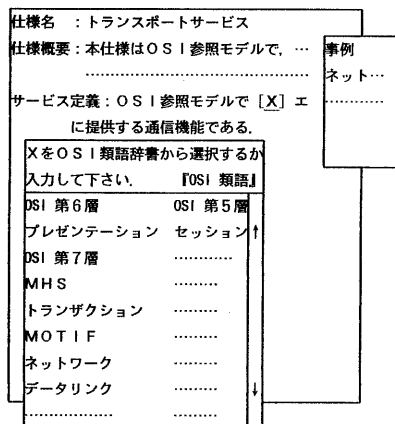 仕様名 :トランスポートサービス
仕様概要:本仕様はOSI参照モデルで, …
……………………………………
サービス定義:OSI参照モデルで [X] エ
に提供する通信機能である.
事例
ネット…
…………
XをOSI類語辞書から選択するか
入力して下さい. 『OSI 類語』
OSI 第6層 OSI 第5層
プレゼンテーション セッション ↑
OSI 第7層 …………
MHS ………
トランザクション ………
MOTIF ………
ネットワーク ………
データリンク ……… ↓
…………… ………